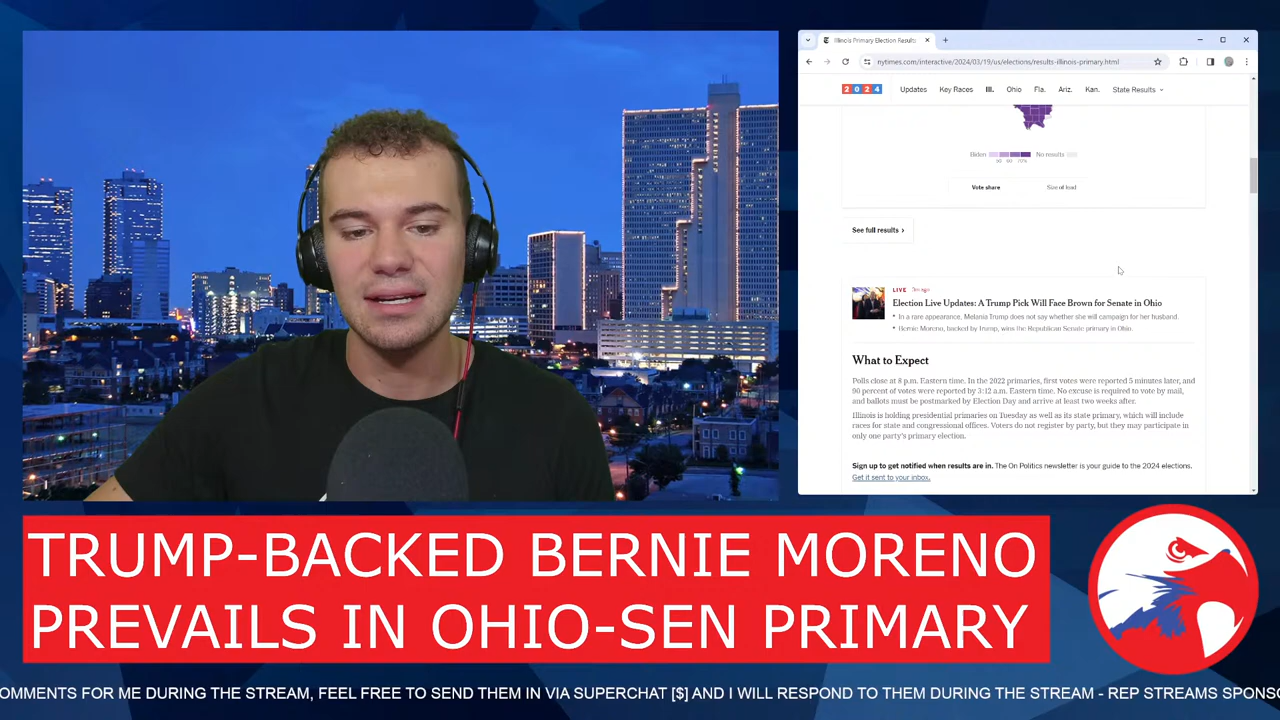 Illinois Primary Election Results
nytimes.com/interactive/2024/03/19/us/elections/results-illinois-primary.html
2024 Updates Key Races Ill. Ohio Fla. Ariz. Kan. State Results
Biden No results
50 60 70%
Vote share Size of lead
See full results ›
LIVE 3m ago
Election Live Updates: A Trump Pick Will Face Brown for Senate in Ohio
• In a rare appearance, Melania Trump does not say whether she will campaign for her husband.
• Bernie Moreno, backed by Trump, wins the Republican Senate primary in Ohio.
What to Expect
Polls close at 8 p.m. Eastern time. In the 2022 primaries, first votes were reported 5 minutes later, and
90 percent of votes were reported by 3:12 a.m. Eastern time. No excuse is required to vote by mail,
and ballots must be postmarked by Election Day and arrive at least two weeks after.
Illinois is holding presidential primaries on Tuesday as well as its state primary, which will include
races for state and congressional offices. Voters do not register by party, but they may participate in
only one party's primary election.
Sign up to get notified when results are in. The On Politics newsletter is your guide to the 2024 elections.
Get it sent to your inbox.
TRUMP-BACKED BERNIE MORENO
PREVAILS IN OHIO-SEN PRIMARY
OMMENTS FOR ME DURING THE STREAM, FEEL FREE TO SEND THEM IN VIA SUPERCHAT [$] AND I WILL RESPOND TO THEM DURING THE STREAM - REP STREAMS SPONSO